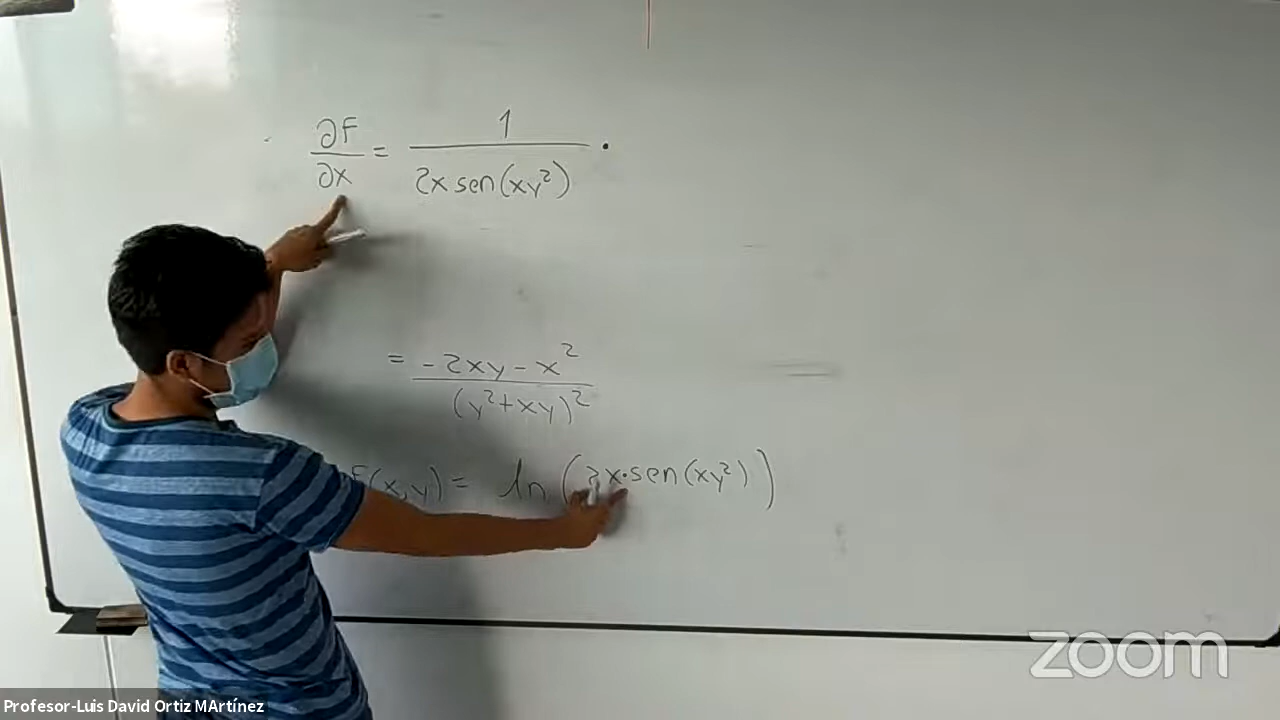 ∂F/∂x = 1/(2x sen(xy²)) •
= (-2xy - x²)/((y²+xy)²)
F(x,y) = ln(2x•sen(xy²))
zoom
Profesor-Luis David Ortiz MArtínez